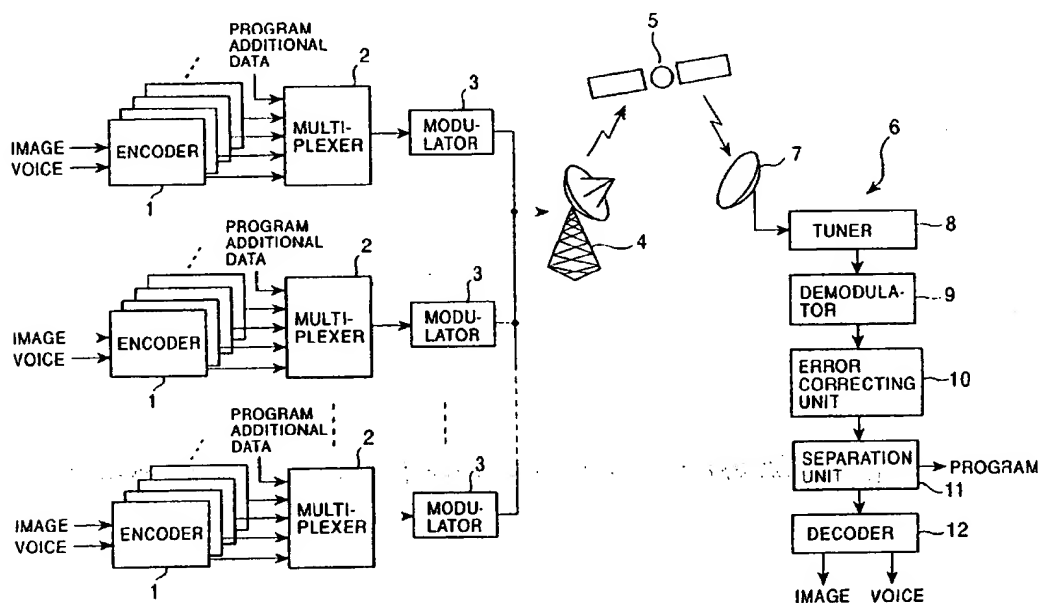 PROGRAM
ADDITIONAL
DATA
2
3
MULTI-
PLEXER
MODU-
LATOR
IMAGE
VOICE
ENCODER
1
PROGRAM
ADDITIONAL
DATA
2
3
MULTI-
PLEXER
MODU-
LATOR
IMAGE
VOICE
ENCODER
1
PROGRAM
ADDITIONAL
DATA
2
3
MULTI-
PLEXER
MODU-
LATOR
IMAGE
VOICE
ENCODER
1
4
5
6
7
TUNER
8
DEMODULA-
TOR
9
ERROR
CORRECTING
UNIT
10
SEPARATION
UNIT
PROGRAM
11
DECODER
12
IMAGE
VOICE